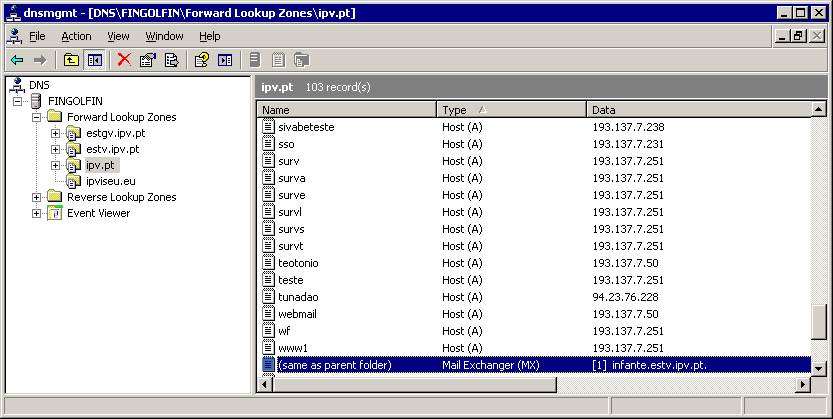 dnsmgmt - [DNS\FINGOLFIN\Forward Lookup Zones\ipv.pt]
File Action View Window Help
DNS
FINGOLFIN
Forward Lookup Zones
estgv.ipv.pt
estv.ipv.pt
ipv.pt
ipviseu.eu
Reverse Lookup Zones
Event Viewer
ipv.pt 103 record(s)
Name Type Data
sivabeteste Host (A) 193.137.7.238
sso Host (A) 193.137.7.231
surv Host (A) 193.137.7.251
surva Host (A) 193.137.7.251
surve Host (A) 193.137.7.251
survl Host (A) 193.137.7.251
survs Host (A) 193.137.7.251
survt Host (A) 193.137.7.251
teotonio Host (A) 193.137.7.50
teste Host (A) 193.137.7.251
tunadao Host (A) 94.23.76.228
webmail Host (A) 193.137.7.50
wf Host (A) 193.137.7.251
www1 Host (A) 193.137.7.251
(same as parent folder) Mail Exchanger (MX) [1] infante.estv.ipv.pt.